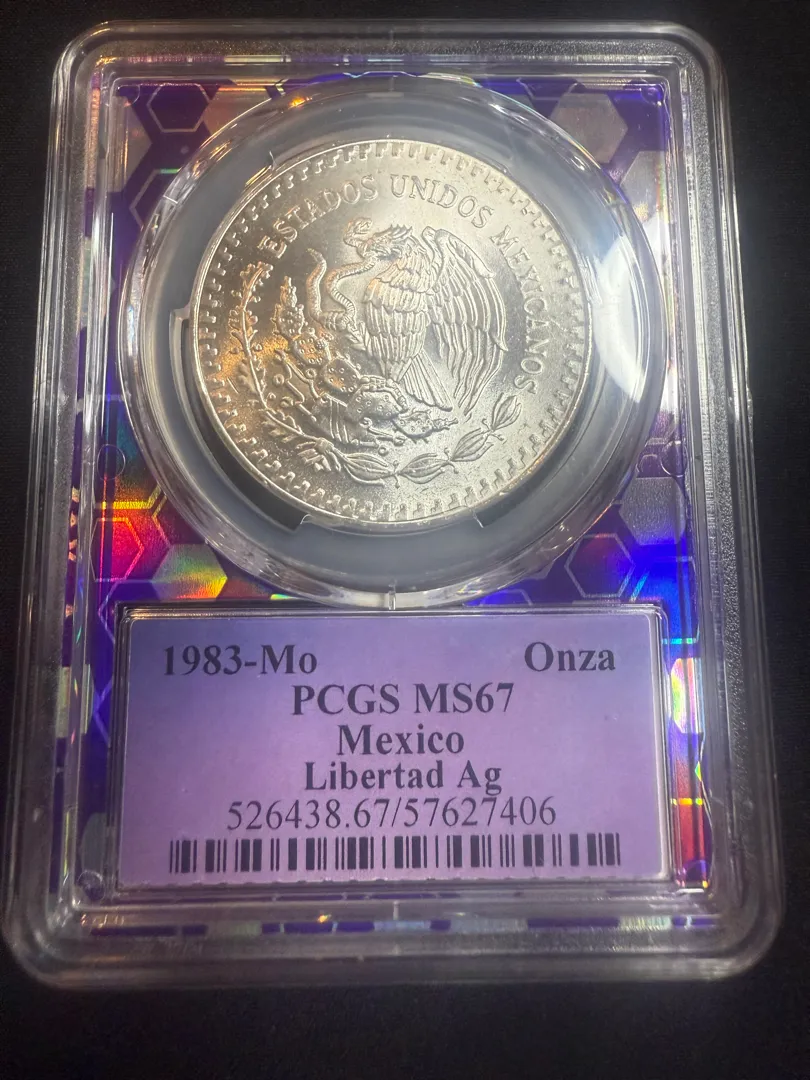 ESTADOS UNIDOS MEXICANOS
1983-Mo Onza
PCGS MS67
Mexico
Libertad Ag
526438.67/57627406